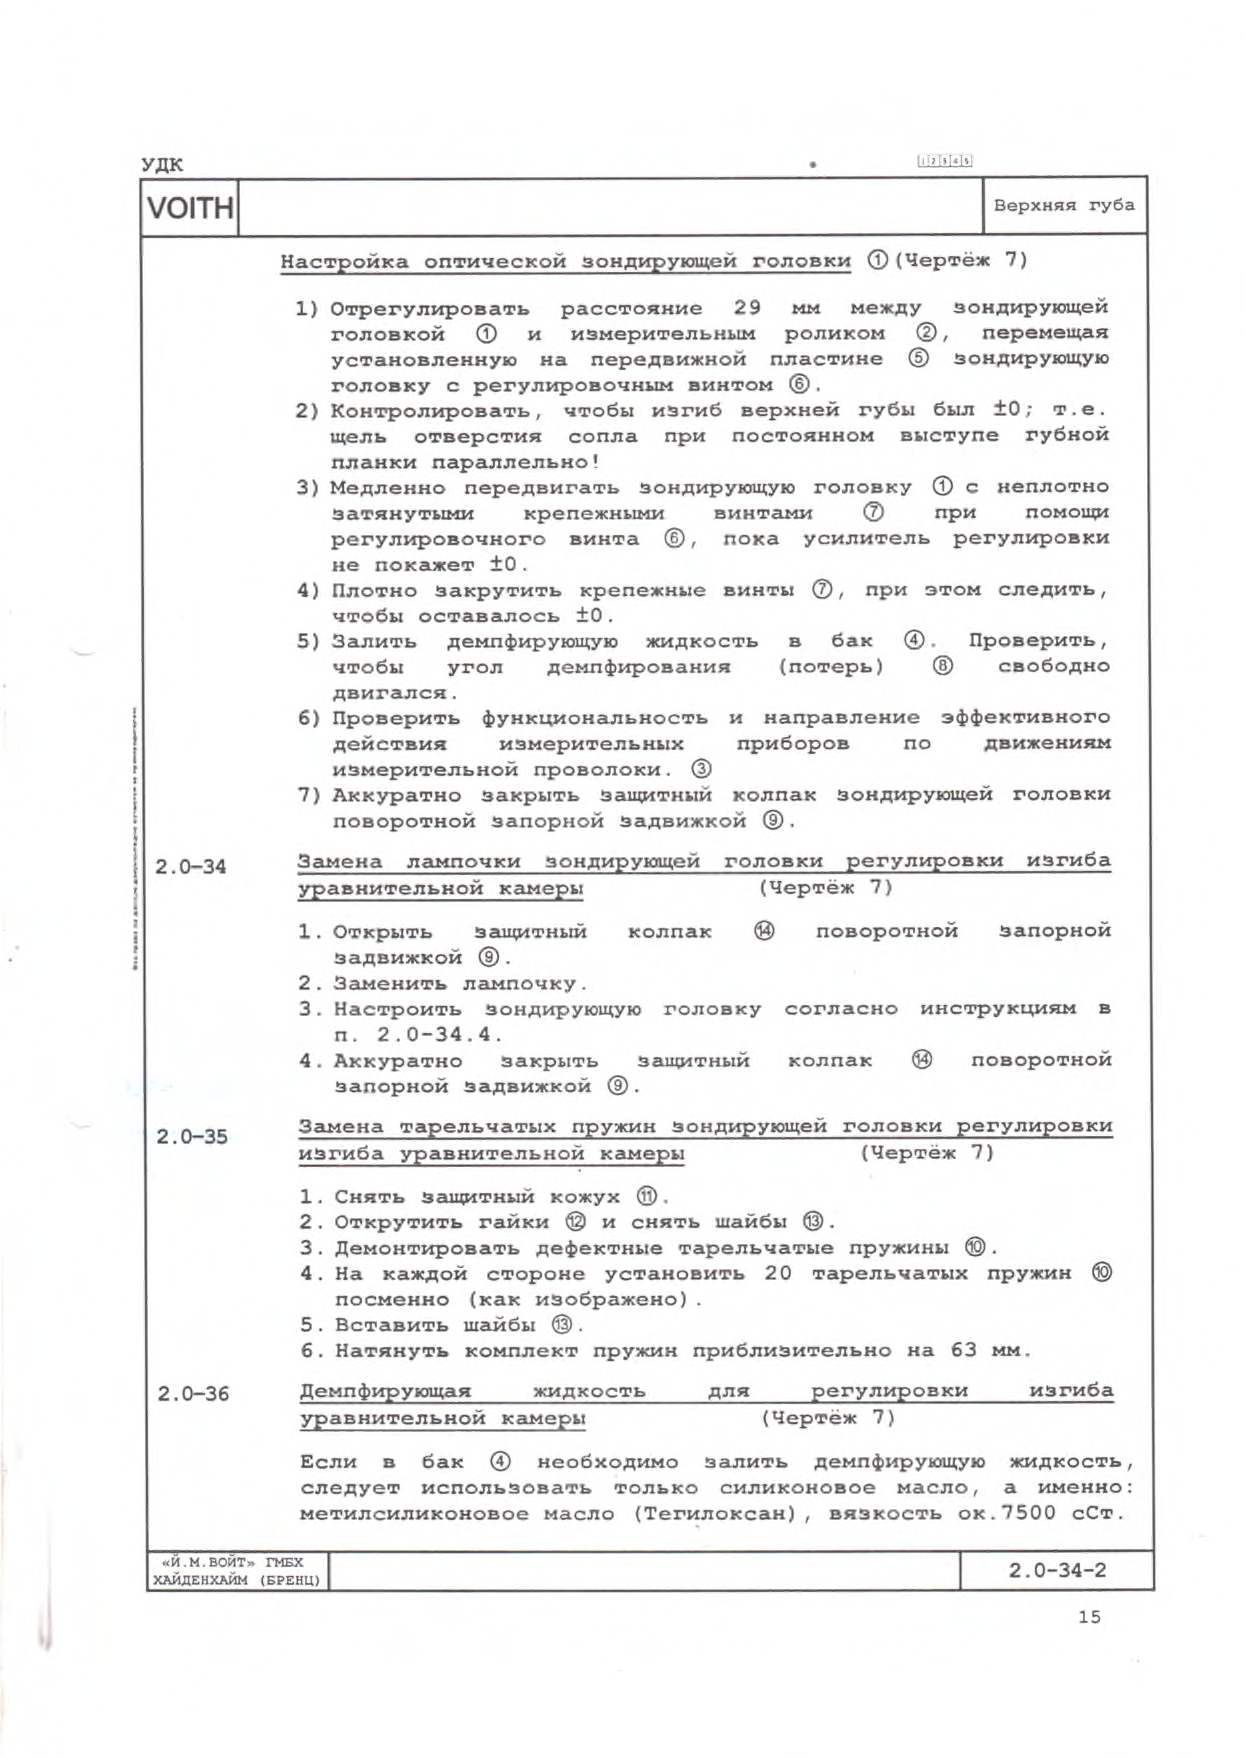 УДК
1 2 3 4 5
VOITH
Верхняя губа
Настройка оптической зондирующей головки ① (Чертёж 7)
1) Отрегулировать расстояние 29 мм между зондирующей
головкой ① и измерительным роликом ②, перемещая
установленную на передвижной пластине ⑤ зондирующую
головку с регулировочным винтом ⑥.
2) Контролировать, чтобы изгиб верхней губы был ±0; т.е.
щель отверстия сопла при постоянном выступе губной
планки параллельно!
3) Медленно передвигать зондирующую головку ① с неплотно
затянутыми крепежными винтами ⑦ при помощи
регулировочного винта ⑥, пока усилитель регулировки
не покажет ±0.
4) Плотно закрутить крепежные винты ⑦, при этом следить,
чтобы оставалось ±0.
5) Залить демпфирующую жидкость в бак ④. Проверить,
чтобы угол демпфирования (потерь) ⑧ свободно
двигался.
6) Проверить функциональность и направление эффективного
действия измерительных приборов по движениям
измерительной проволоки. ③
7) Аккуратно закрыть защитный колпак зондирующей головки
поворотной запорной задвижкой ⑨.
2.0-34
Замена лампочки зондирующей головки регулировки изгиба
уравнительной камеры (Чертёж 7)
1. Открыть защитный колпак ⑭ поворотной запорной
задвижкой ⑨.
2. Заменить лампочку.
3. Настроить зондирующую головку согласно инструкциям в
п. 2.0-34.4.
4. Аккуратно закрыть защитный колпак ⑭ поворотной
запорной задвижкой ⑨.
2.0-35
Замена тарельчатых пружин зондирующей головки регулировки
изгиба уравнительной камеры (Чертёж 7)
1. Снять защитный кожух ⑪.
2. Открутить гайки ⑫ и снять шайбы ⑬.
3. Демонтировать дефектные тарельчатые пружины ⑩.
4. На каждой стороне установить 20 тарельчатых пружин ⑩
посменно (как изображено).
5. Вставить шайбы ⑬.
6. Натянуть комплект пружин приблизительно на 63 мм.
2.0-36
Демпфирующая жидкость для регулировки изгиба
уравнительной камеры (Чертёж 7)
Если в бак ④ необходимо залить демпфирующую жидкость,
следует использовать только силиконовое масло, а именно:
метилсиликоновое масло (Тегилоксан), вязкость ок.7500 сСт.
«Й.М.ВОЙТ» ГМБХ
ХАЙДЕНХАЙМ (БРЕНЦ)
2.0-34-2
15